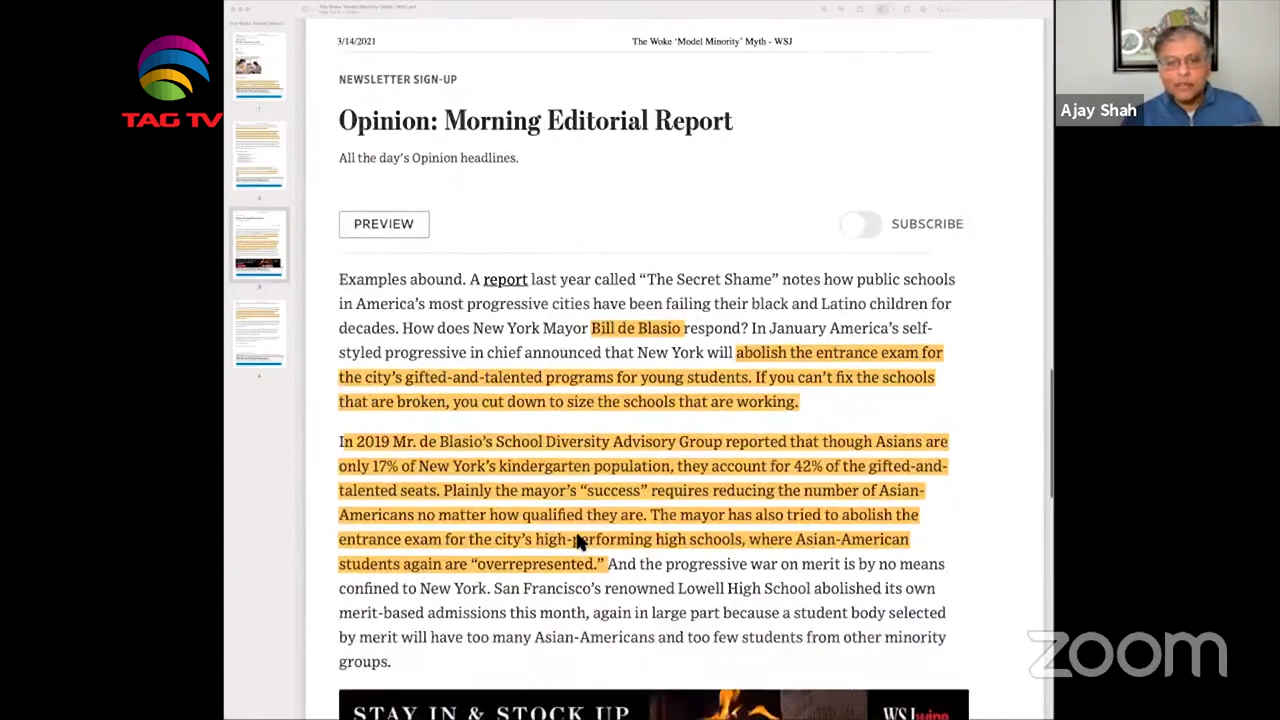 The Woke 'Model Minority' Myth - WSJ.pdf
3/14/2021
The Woke 'Model Minority' Myth - WSJ
NEWSLETTER SIGN-UP
Opinion: Morning Editorial Report
All the day's Opinion headlines.
PREVIEW
SUBSCRIBE
Examples abound. A report last year called “The Secret Shame” notes how public schools
in America’s most progressive cities have been failing their black and Latino children for
decades. How does New York Mayor Bill de Blasio respond? In January America’s self-
styled progressive in chief announced that New York will abolish the entrance exam for
the city’s gifted-and-talented programs for young students. If you can’t fix the schools
that are broken, you cut down to size the schools that are working.
In 2019 Mr. de Blasio’s School Diversity Advisory Group reported that though Asians are
only 17% of New York’s kindergarten population, they account for 42% of the gifted-and-
talented seats. Plainly the mayor’s “success” requires reducing the number of Asian-
Americans no matter how qualified they are. The mayor has also tried to abolish the
entrance exam for the city’s high-performing high schools, where Asian-American
students again are “overrepresented.” And the progressive war on merit is by no means
confined to New York. San Francisco’s renowned Lowell High School abolished its own
merit-based admissions this month, again in large part because a student body selected
by merit will have too many Asian-Americans and too few students from other minority
groups.
STAY IN & STOCK UP
WSJwine
TAG TV
1
2
3
4
Ajay Shah
zoom